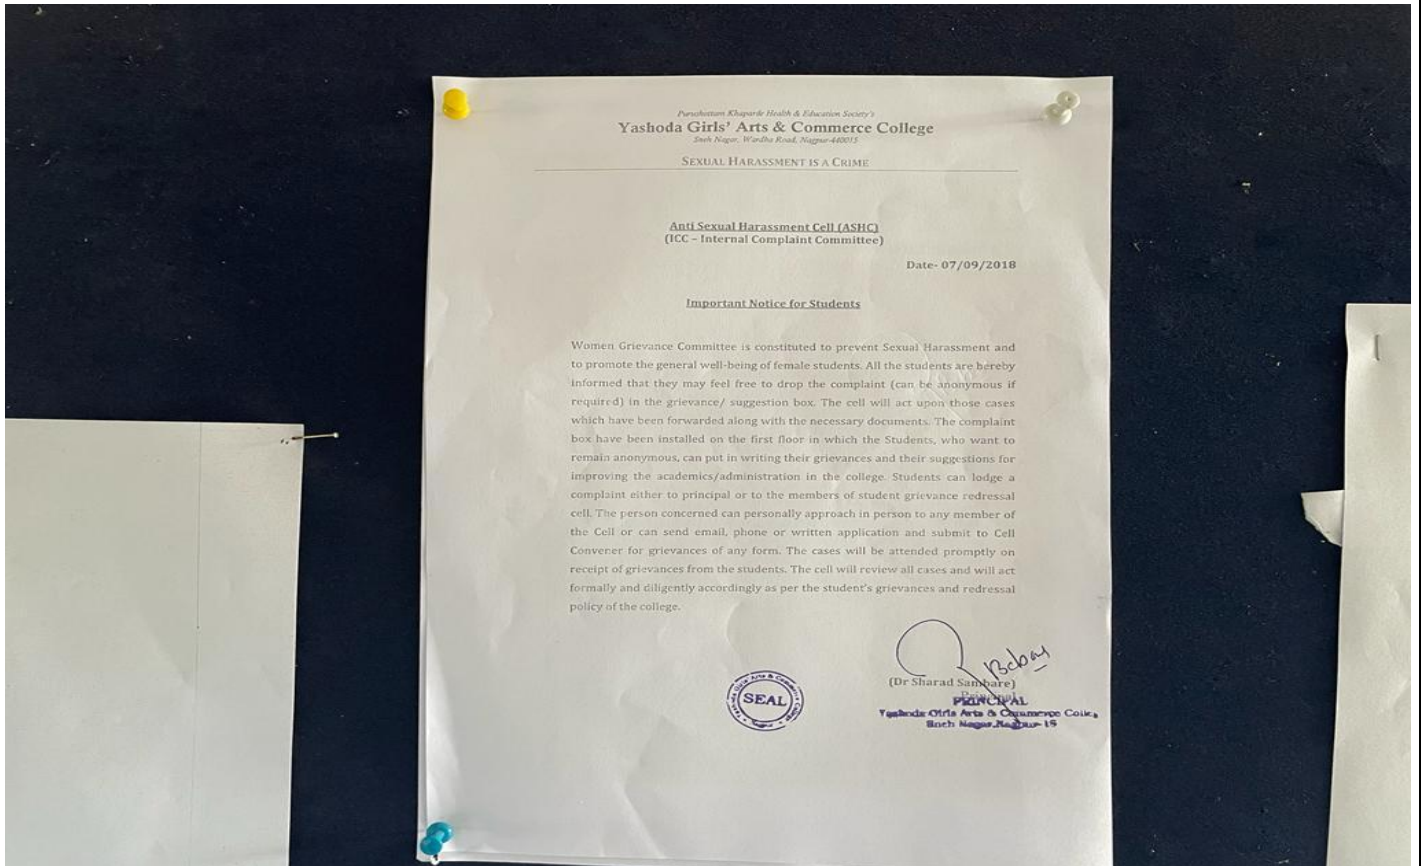 Purushottam Khaparde Health & Education Society's
Yashoda Girls' Arts & Commerce College
Sneh Nagar, Wardha Road, Nagpur-440015
SEXUAL HARASSMENT IS A CRIME
Anti Sexual Harassment Cell (ASHC)
(ICC – Internal Complaint Committee)
Date- 07/09/2018
Important Notice for Students
Women Grievance Committee is constituted to prevent Sexual Harassment and
to promote the general well-being of female students. All the students are hereby
informed that they may feel free to drop the complaint (can be anonymous if
required) in the grievance/ suggestion box. The cell will act upon those cases
which have been forwarded along with the necessary documents. The complaint
box have been installed on the first floor in which the Students, who want to
remain anonymous, can put in writing their grievances and their suggestions for
improving the academics/administration in the college. Students can lodge a
complaint either to principal or to the members of student grievance redressal
cell. The person concerned can personally approach in person to any member of
the Cell or can send email, phone or written application and submit to Cell
Convener for grievances of any form. The cases will be attended promptly on
receipt of grievances from the students. The cell will review all cases and will act
formally and diligently accordingly as per the student's grievances and redressal
policy of the college.
(Dr Sharad Sambare)
Principal
PRINCIPAL
Yashoda Girls Arts & Commerce Colle,
Sneh Nagar, Nagpur-15
Yashoda Girls Arts & Commerce College
SEAL
Nagpur